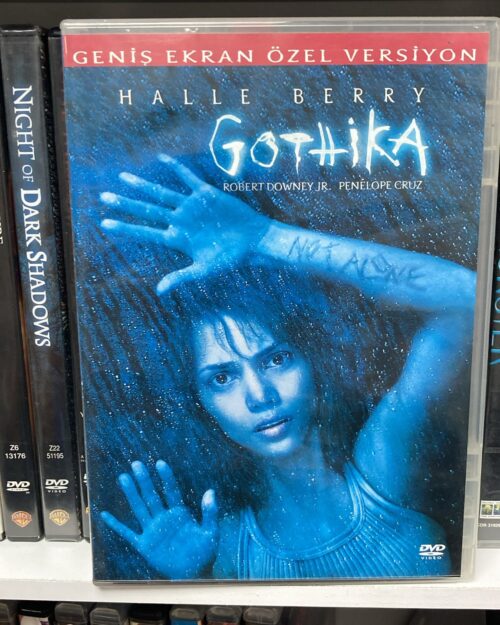 GENİŞ EKRAN ÖZEL VERSİYON
HALLE BERRY
GOTHIKA
ROBERT DOWNEY JR. PENÉLOPE CRUZ
NOT ALONE
DVD
VIDEO
NIGHT OF DARK SHADOWS
Z6
13176
DVD
Z22
51195
DVD
VIDEO